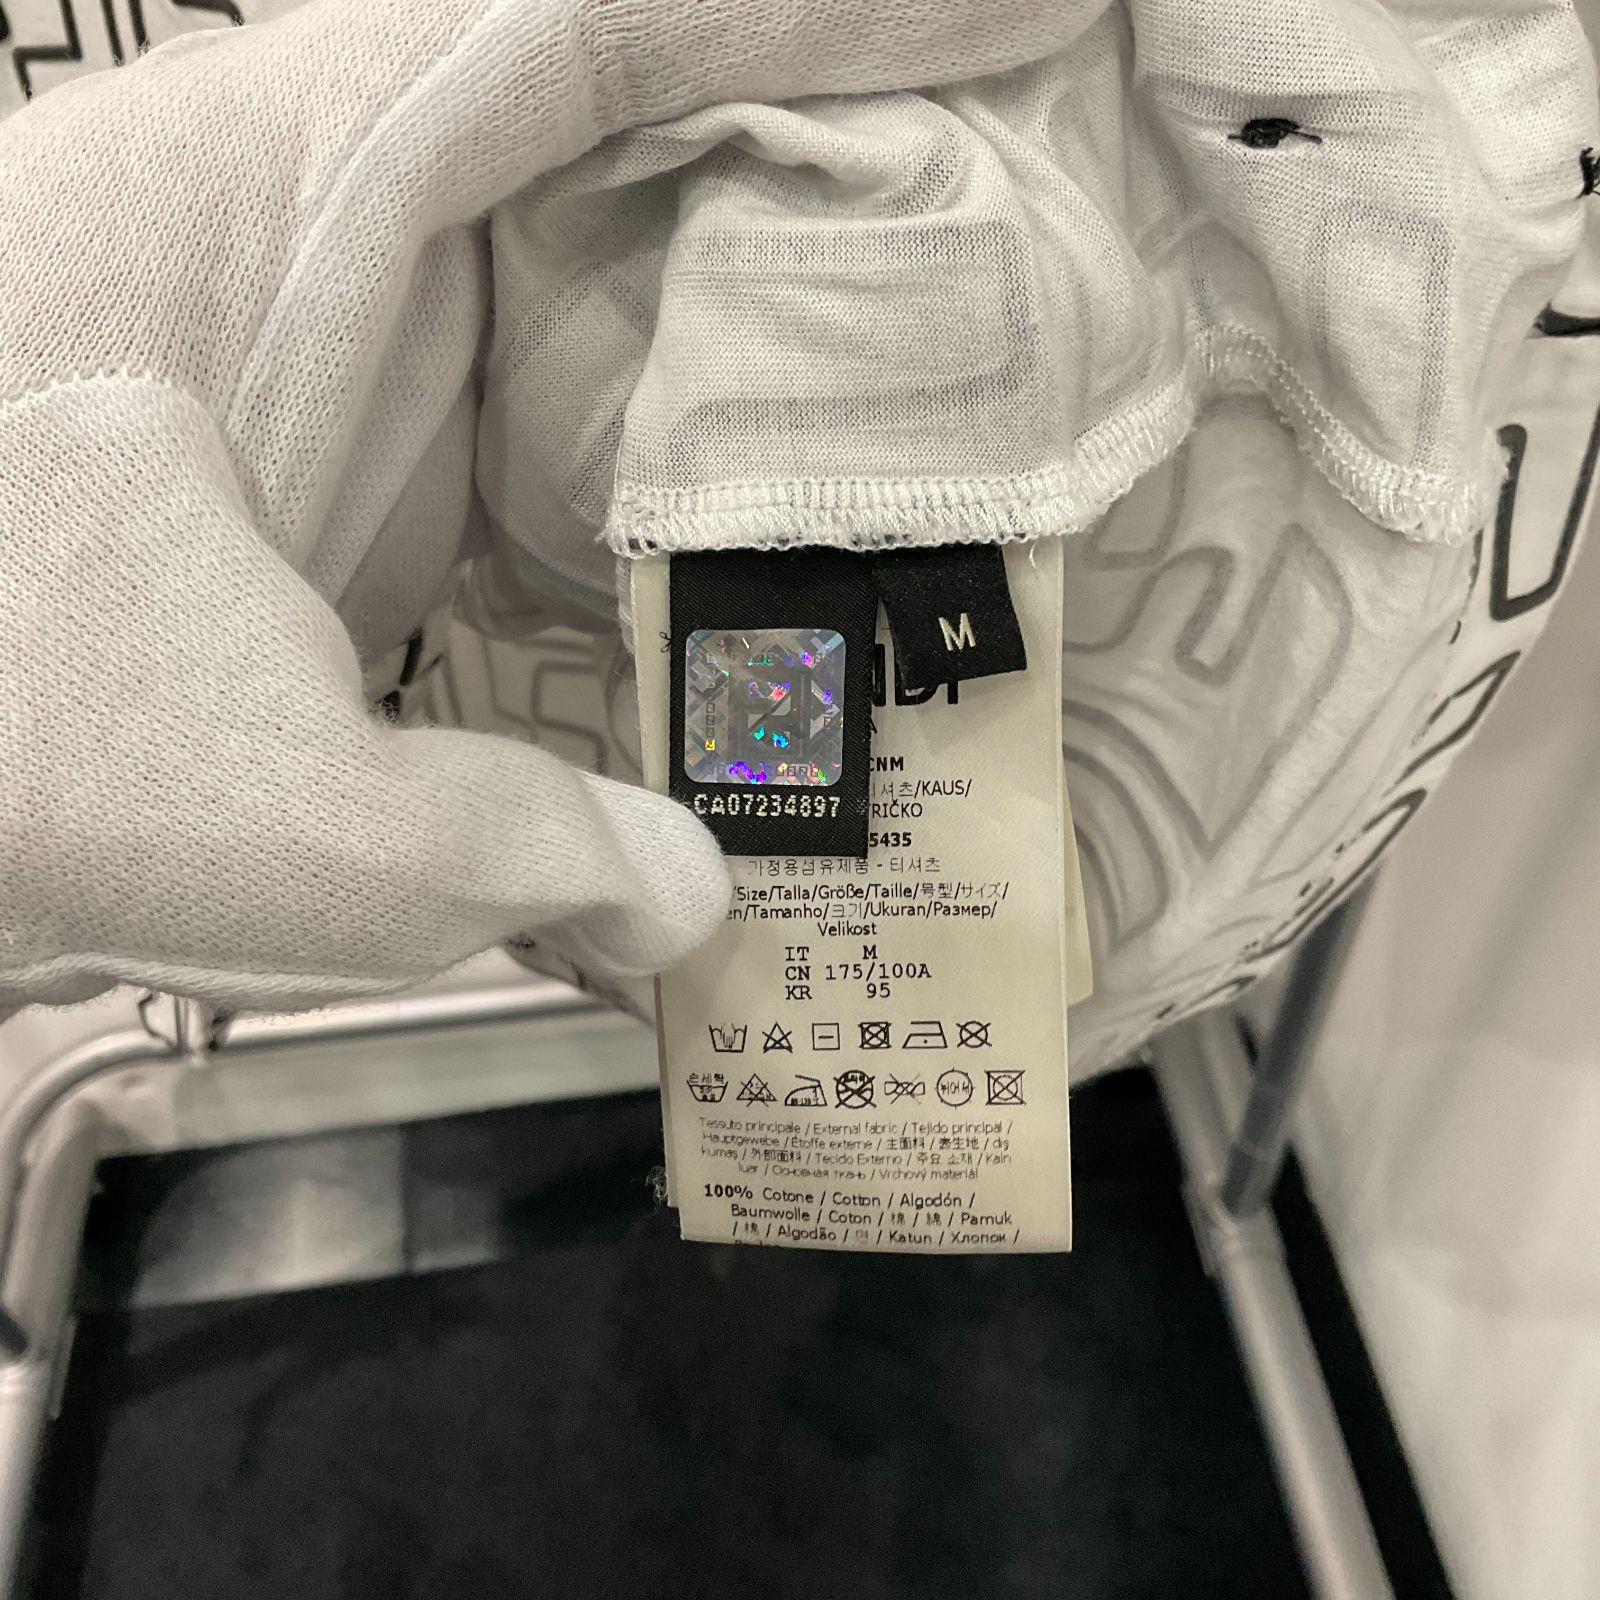 M
CA07234897
CNM
셔츠/KAUS/
5435
가정용섬유제품 - 티셔츠
/Size/Talla/Größe/Taille/号型/サイズ/
/Tamanho/크기/Ukuran/Размер/
Velikost
IT M
CN 175/100A
KR 95
손세탁
Tessuto principale / External fabric / Tejido principal /
Hauptgewebe / Étoffe externe / 主面料 / 表生地 / dış
kumaş / 外部面料 / Tecido Externo / 주요 소재 / Kain
luar / Основная ткань / Vrchový materiál
100% Cotone / Cotton / Algodón /
Baumwolle / Coton / 棉 / 綿 / Pamuk
/ 棉 / Algodão / 면 / Katun / Хлопок /